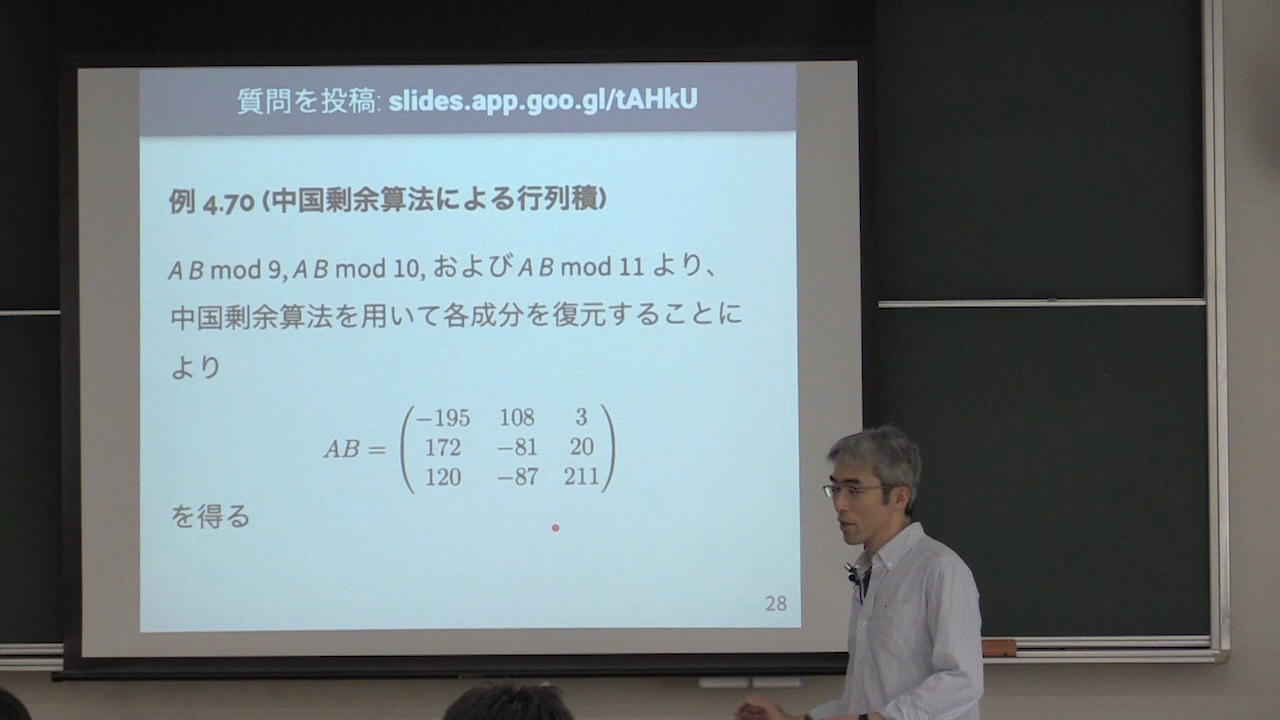 質問を投稿: slides.app.goo.gl/tAHkU
例 4.70 (中国剰余算法による行列積)
A B mod 9, A B mod 10, および A B mod 11 より、
中国剰余算法を用いて各成分を復元することに
より
−195 108 3
AB = 172 −81 20
120 −87 211
を得る
28